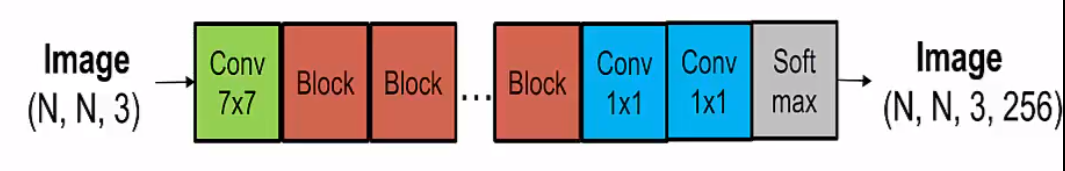 Image
(N, N, 3)
Conv
7x7
Block
Block
...
Block
Conv
1x1
Conv
1x1
Soft
max
Image
(N, N, 3, 256)